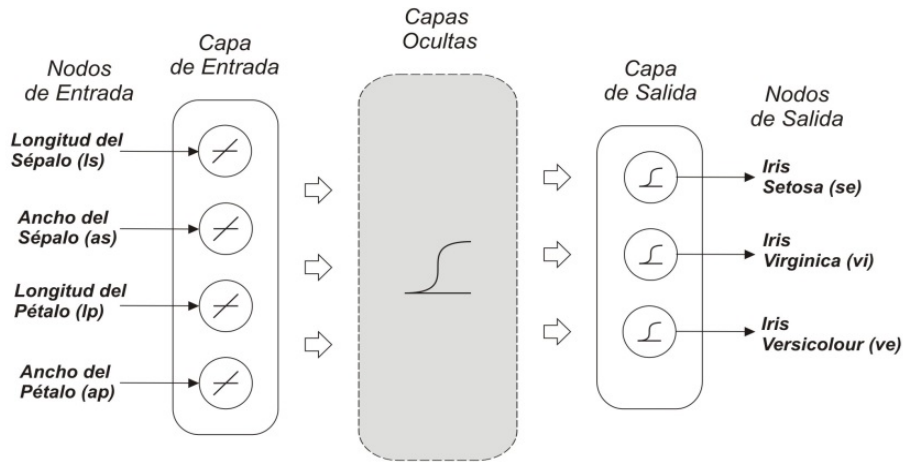 Nodos
de Entrada
Capa
de Entrada
Capas
Ocultas
Capa
de Salida
Nodos
de Salida
Longitud del
Sépalo (ls)
Ancho del
Sépalo (as)
Longitud del
Pétalo (lp)
Ancho del
Pétalo (ap)
Iris
Setosa (se)
Iris
Virginica (vi)
Iris
Versicolour (ve)